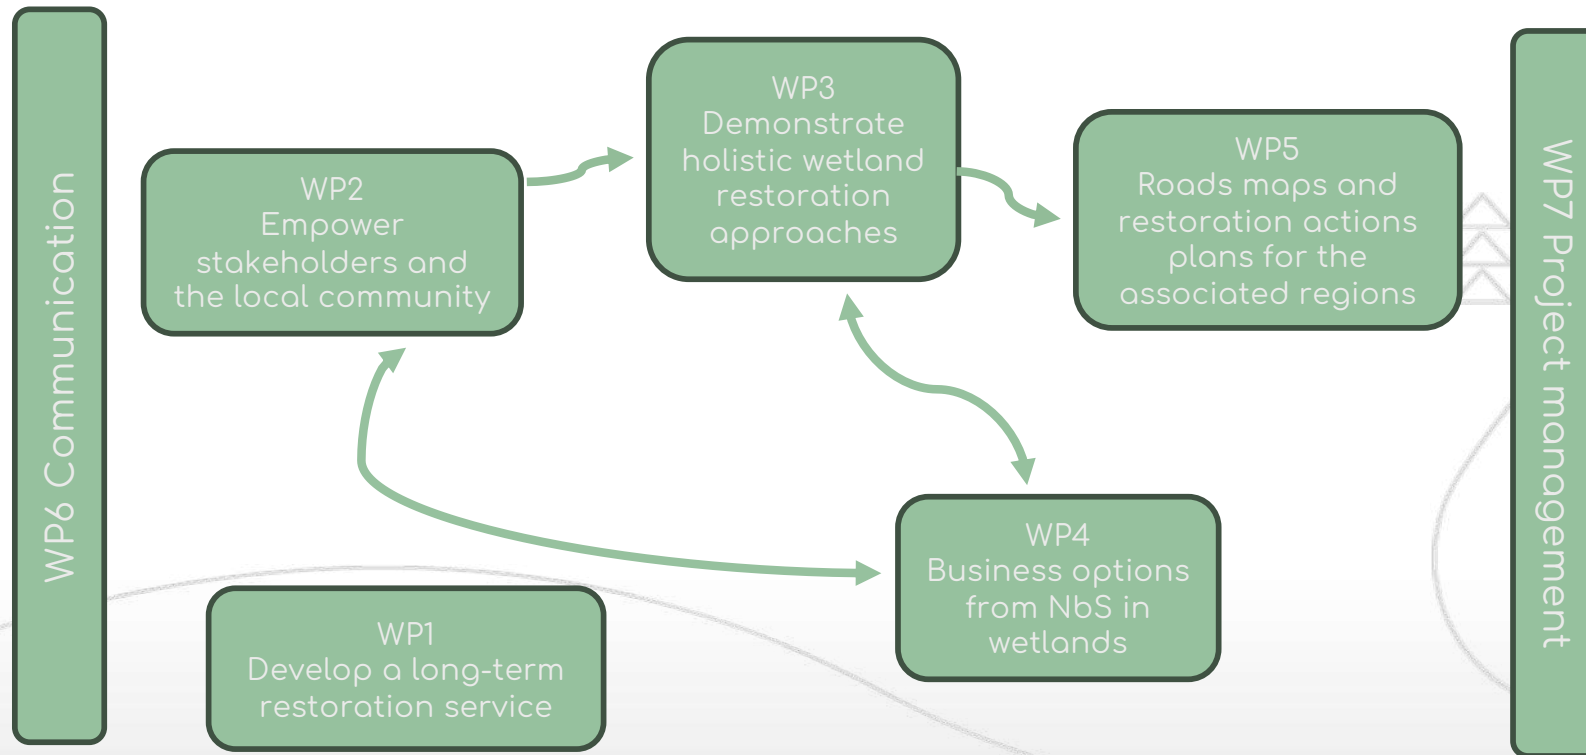 WP6 Communication
WP2
Empower
stakeholders and
the local community
WP3
Demonstrate
holistic wetland
restoration
approaches
WP5
Roads maps and
restoration actions
plans for the
associated regions
WP1
Develop a long-term
restoration service
WP4
Business options
from NbS in
wetlands
WP7 Project management